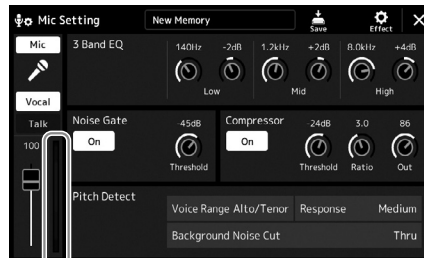 Mic Setting
New Memory
Save
Effect
Mic
Vocal
Talk
100
3 Band EQ
140Hz -2dB 1.2kHz +2dB 8.0kHz +4dB
Low Mid High
Noise Gate
On
-45dB
Threshold
Compressor
On
-24dB 3.0 86
Threshold Ratio Out
Pitch Detect
Voice Range Alto/Tenor Response Medium
Background Noise Cut Thru